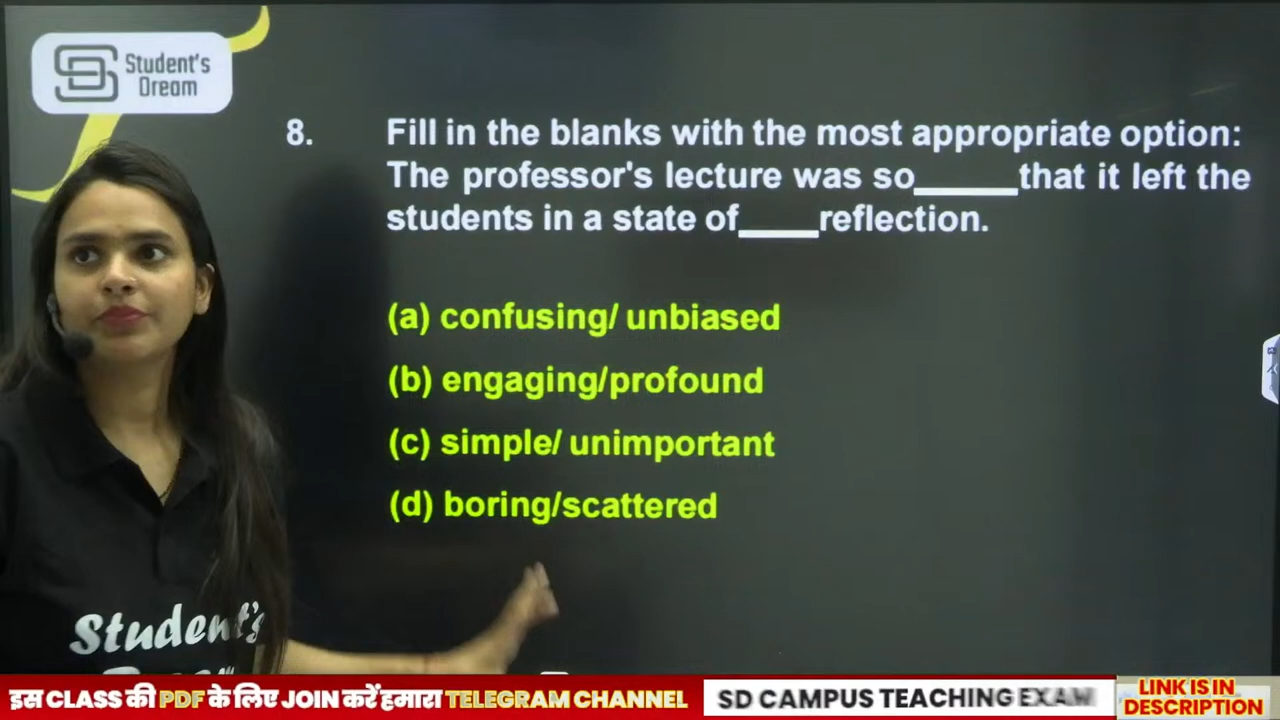 Student's
Dream
8. Fill in the blanks with the most appropriate option:
The professor's lecture was so______that it left the
students in a state of____reflection.
(a) confusing/ unbiased
(b) engaging/profound
(c) simple/ unimportant
(d) boring/scattered
Student's
इस CLASS की PDF के लिए JOIN करें हमारा TELEGRAM CHANNEL
SD CAMPUS TEACHING EXAM
LINK IS IN
DESCRIPTION